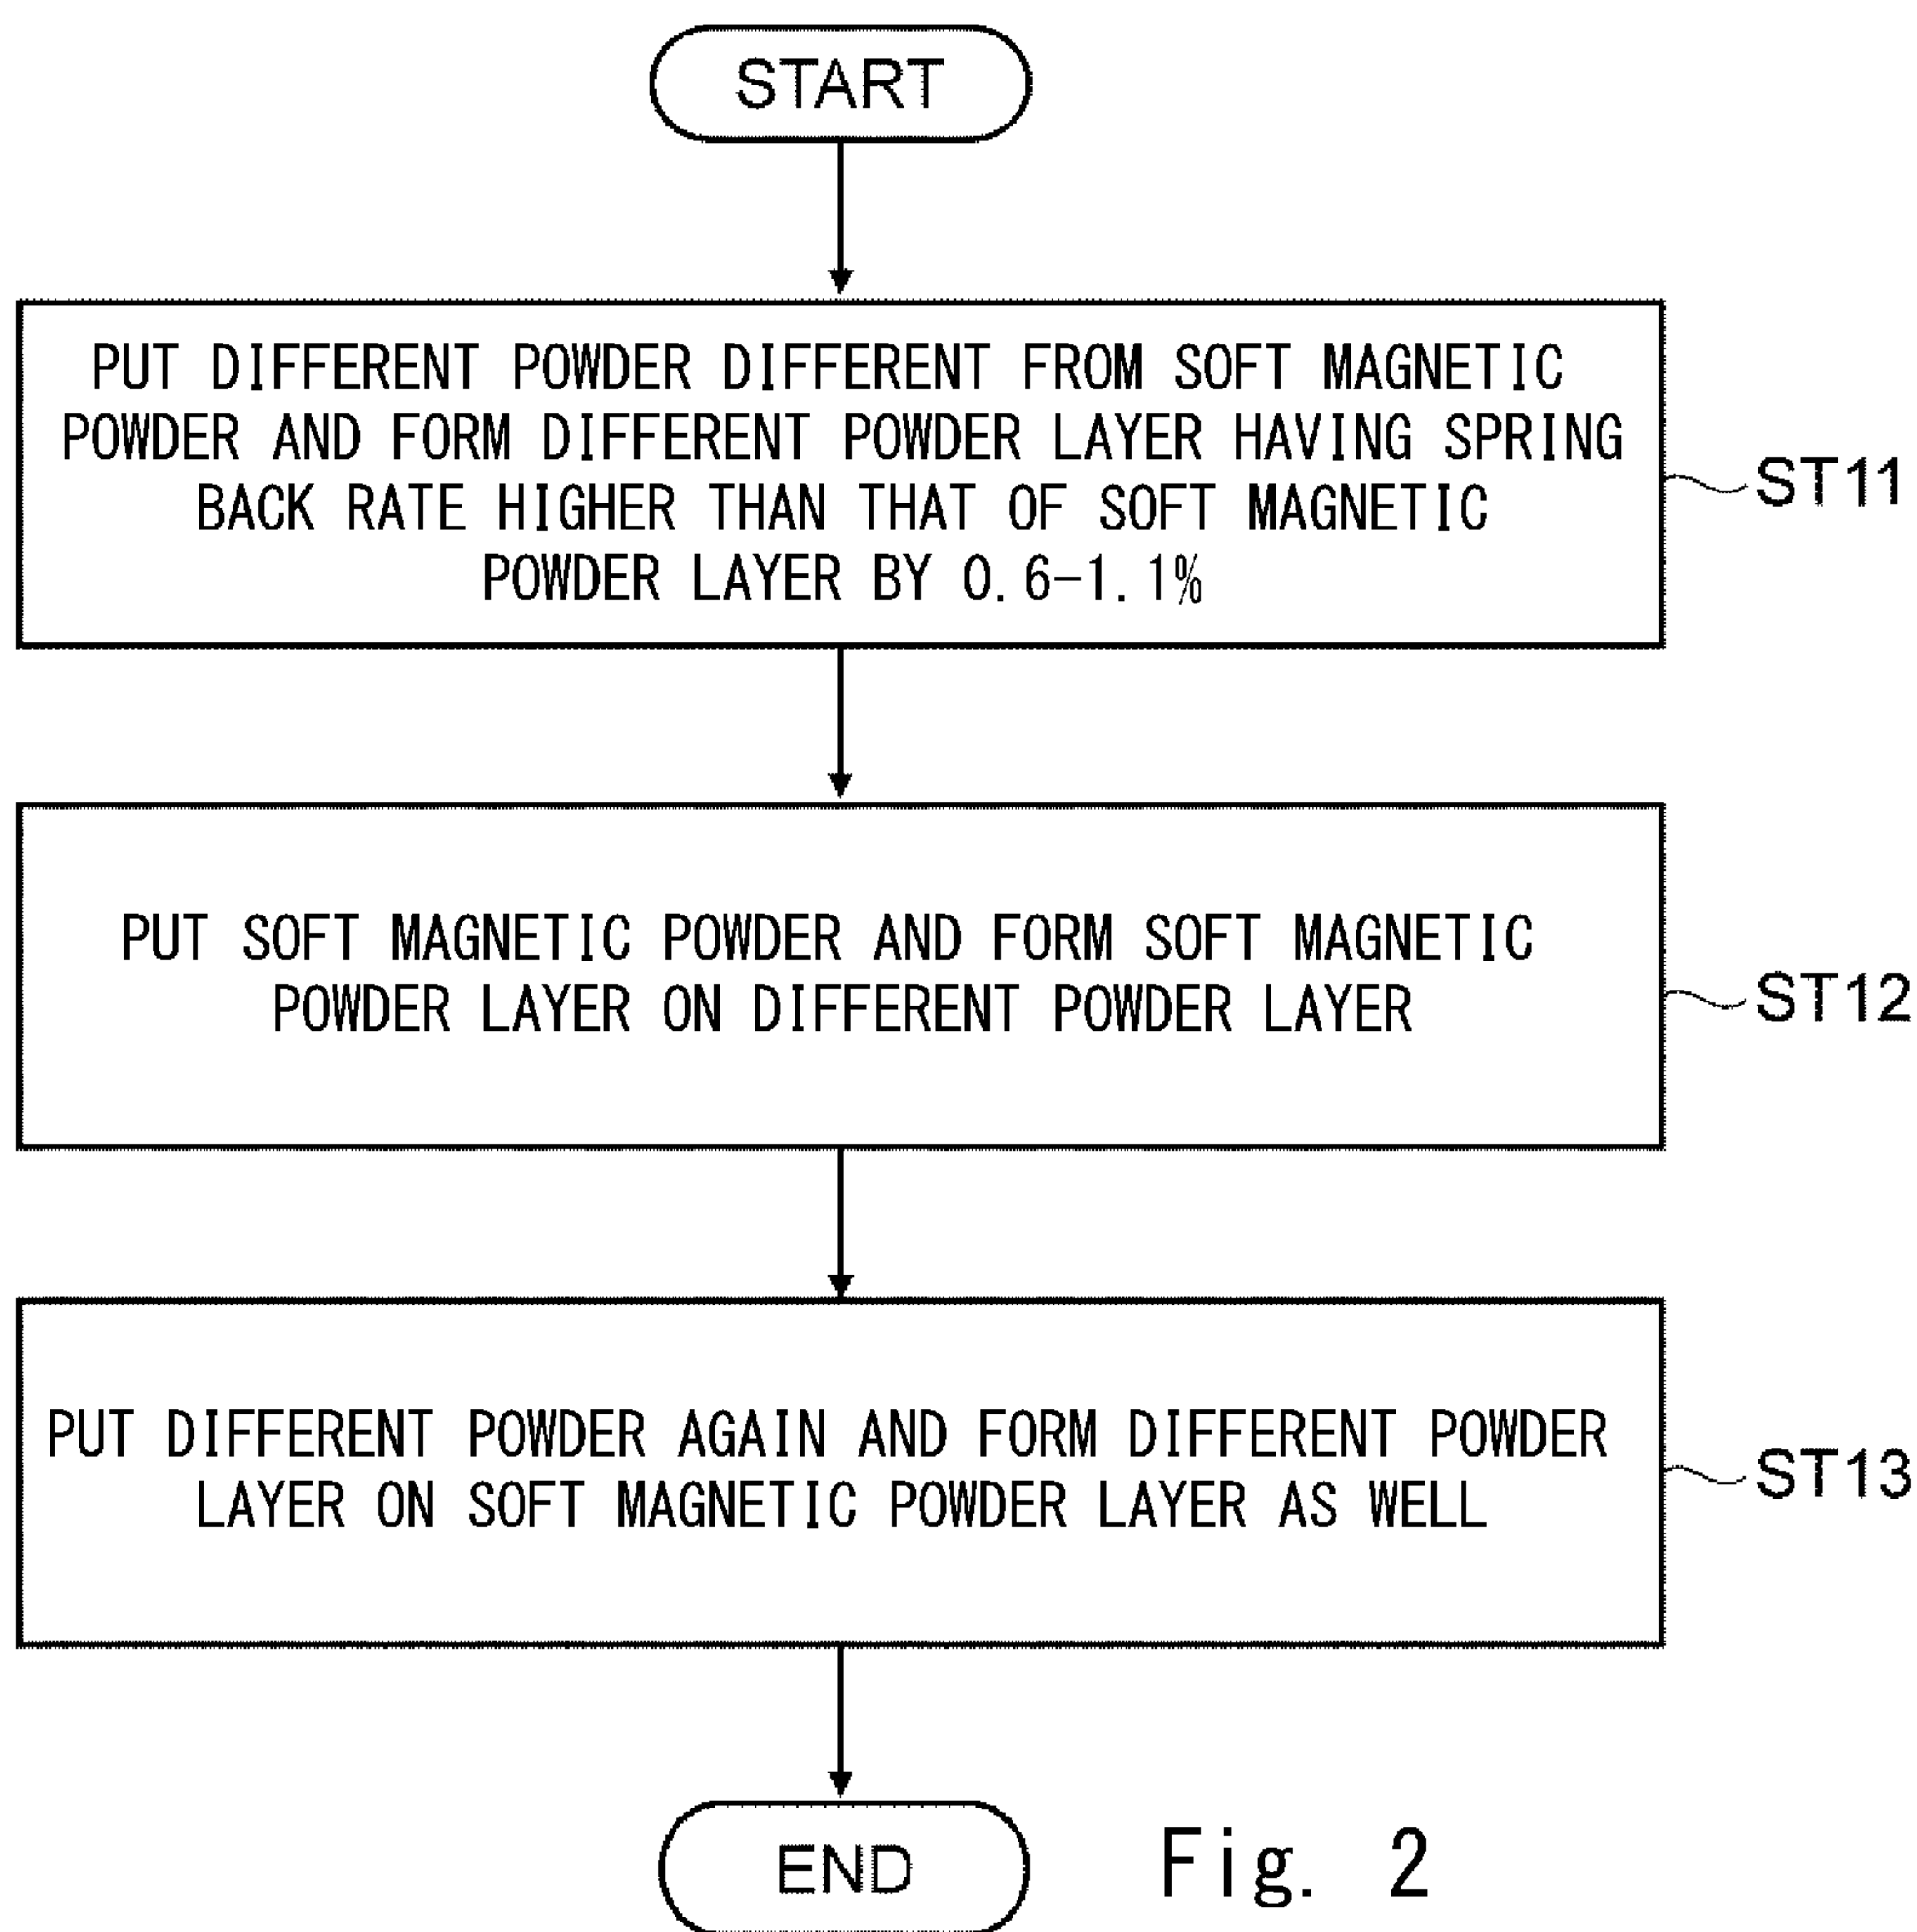 START
PUT DIFFERENT POWDER DIFFERENT FROM SOFT MAGNETIC
POWDER AND FORM DIFFERENT POWDER LAYER HAVING SPRING
BACK RATE HIGHER THAN THAT OF SOFT MAGNETIC
POWDER LAYER BY 0.6-1.1%
ST11
PUT SOFT MAGNETIC POWDER AND FORM SOFT MAGNETIC
POWDER LAYER ON DIFFERENT POWDER LAYER
ST12
PUT DIFFERENT POWDER AGAIN AND FORM DIFFERENT POWDER
LAYER ON SOFT MAGNETIC POWDER LAYER AS WELL
ST13
END
Fig. 2